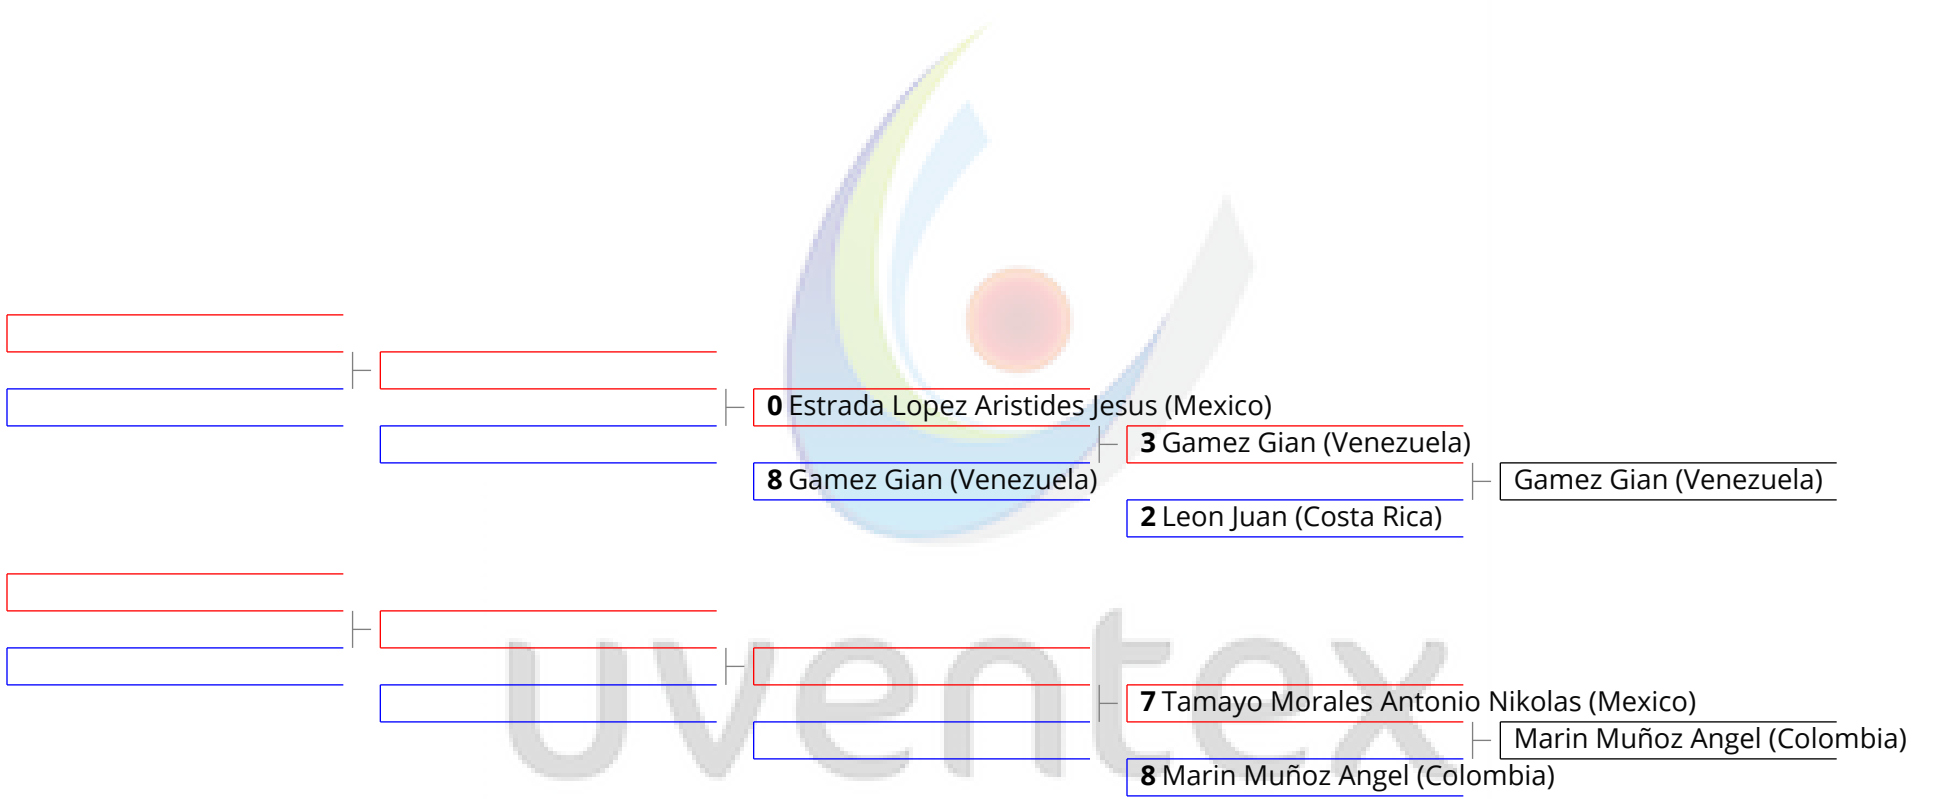 0 Estrada Lopez Aristides Jesus (Mexico)
3 Gamez Gian (Venezuela)
8 Gamez Gian (Venezuela)
Gamez Gian (Venezuela)
2 Leon Juan (Costa Rica)
uventex
7 Tamayo Morales Antonio Nikolas (Mexico)
Marin Muñoz Angel (Colombia)
8 Marin Muñoz Angel (Colombia)